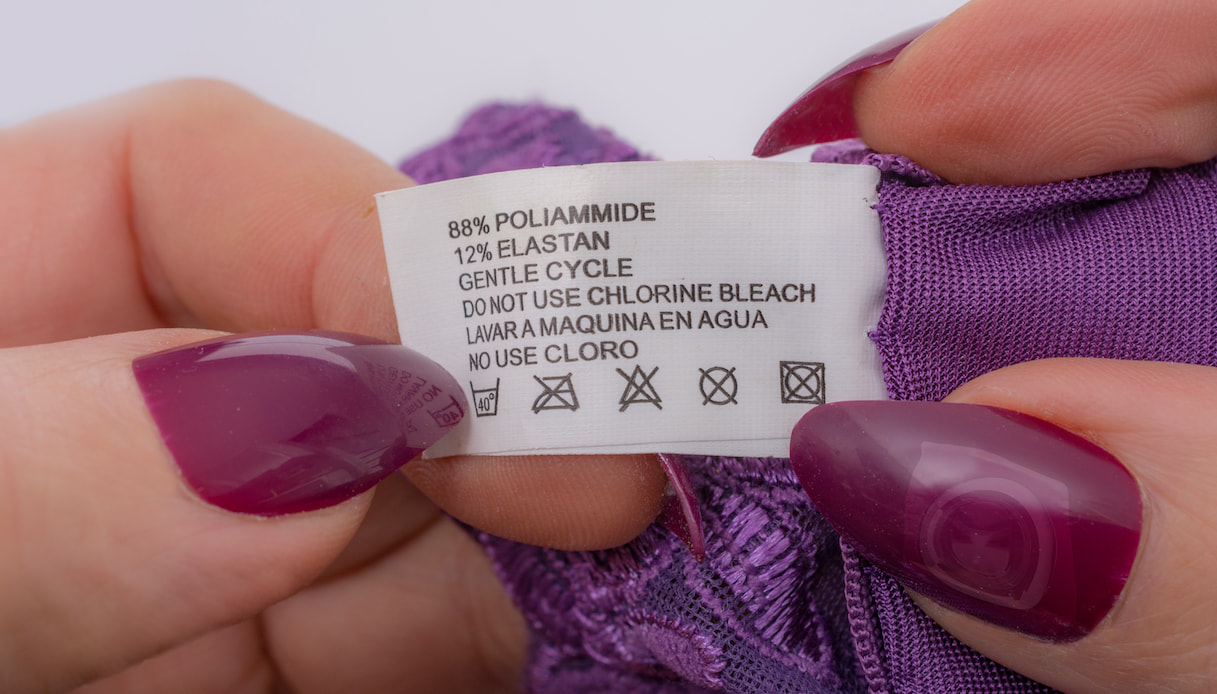 88% POLIAMMIDE
12% ELASTAN
GENTLE CYCLE
DO NOT USE CHLORINE BLEACH
LAVAR A MAQUINA EN AGUA
NO USE CLORO
40°